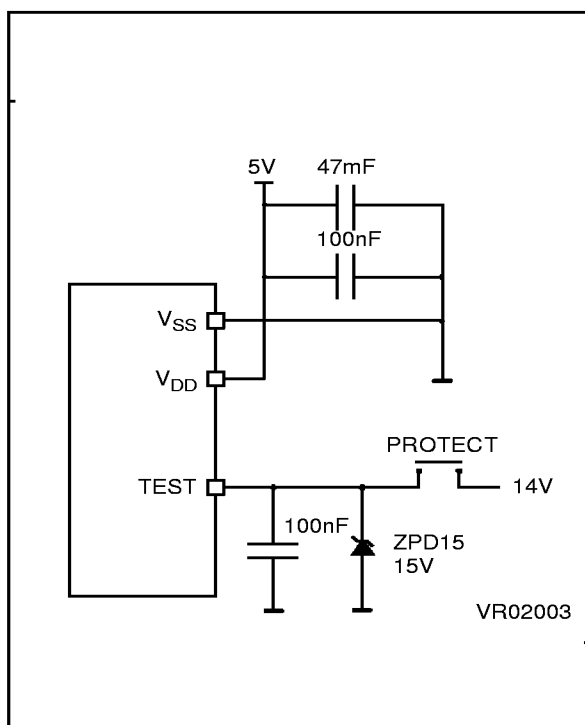 5V
47mF
100nF
VSS
VDD
PROTECT
TEST
14V
100nF
ZPD15
15V
VR02003